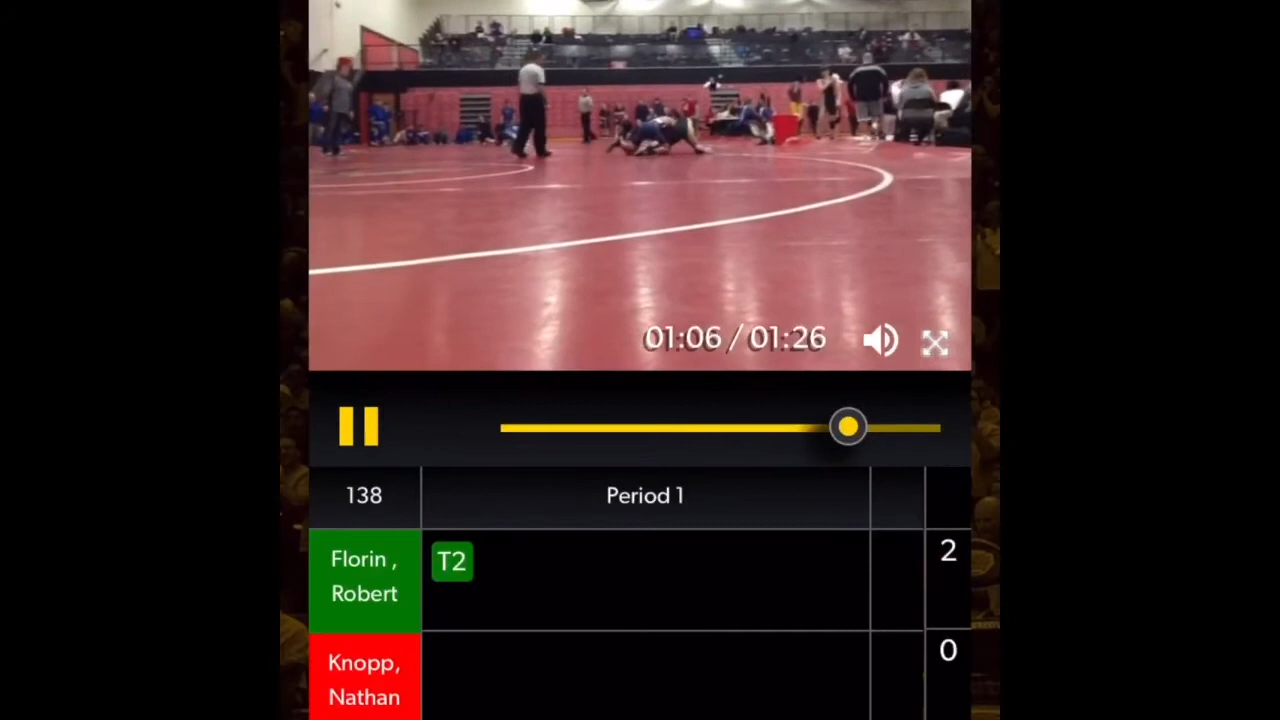 01:06 / 01:26
138
Period 1
Florin ,
Robert
T2
2
Knopp,
Nathan
0